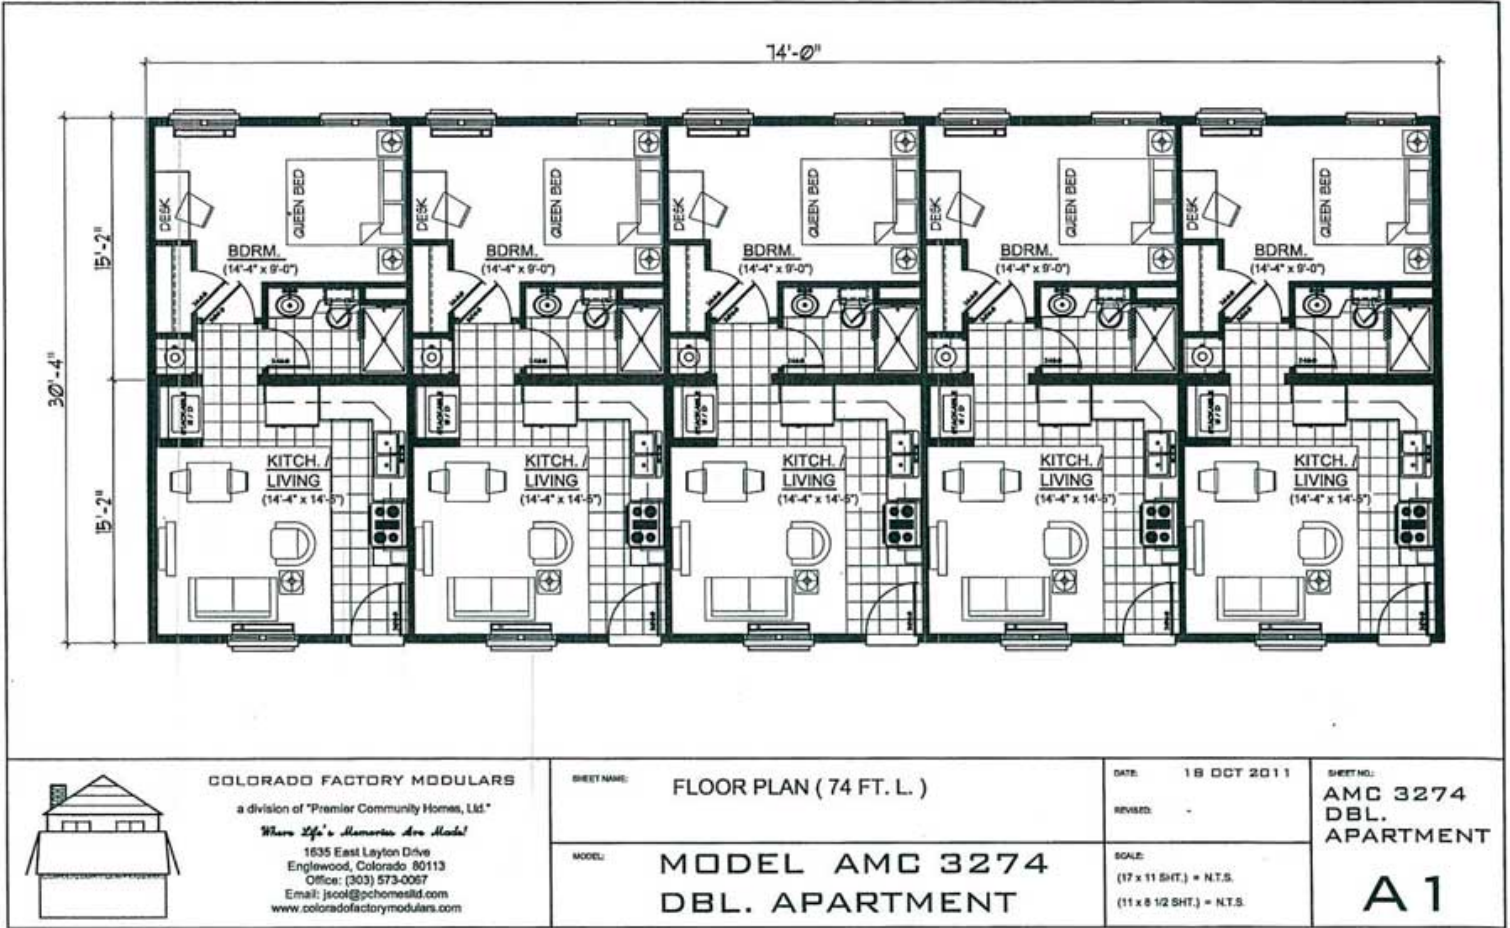 74'-0"
30'-4"
15'-2"
15'-2"
DESK
QUEEN BED
BDRM.
(14'-4" x 9'-0")
DESK
QUEEN BED
BDRM.
(14'-4" x 9'-0")
DESK
QUEEN BED
BDRM.
(14'-4" x 9'-0")
DESK
QUEEN BED
BDRM.
(14'-4" x 9'-0")
DESK
QUEEN BED
BDRM.
(14'-4" x 9'-0")
STACKABLE
W/D
KITCH. /
LIVING
(14'-4" x 14'-5")
STACKABLE
W/D
KITCH. /
LIVING
(14'-4" x 14'-5")
STACKABLE
W/D
KITCH. /
LIVING
(14'-4" x 14'-5")
STACKABLE
W/D
KITCH. /
LIVING
(14'-4" x 14'-5")
STACKABLE
W/D
KITCH. /
LIVING
(14'-4" x 14'-5")
COLORADO FACTORY MODULARS
a division of "Premier Community Homes, Ltd."
Where Life's Memories Are Made!
1635 East Layton Drive
Englewood, Colorado 80113
Office: (303) 573-0067
Email: jscol@pchomesltd.com
www.coloradofactorymodulars.com
SHEET NAME:
FLOOR PLAN ( 74 FT. L. )
MODEL:
MODEL AMC 3274
DBL. APARTMENT
DATE: 18 OCT 2011
REVISED: -
SCALE:
(17 x 11 SHT.) = N.T.S.
(11 x 8 1/2 SHT.) = N.T.S.
SHEET NO.:
AMC 3274
DBL.
APARTMENT
A1